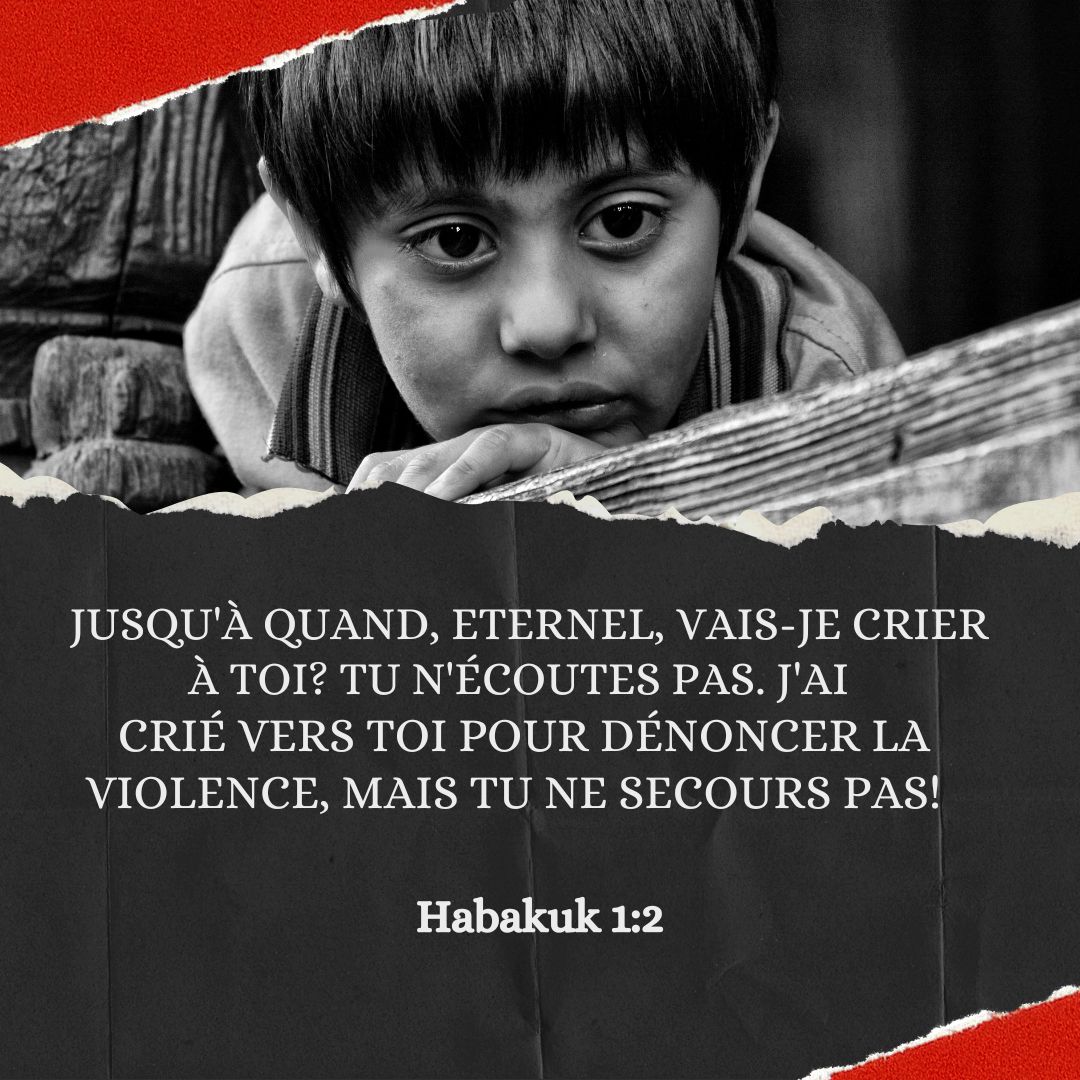 JUSQU'À QUAND, ETERNEL, VAIS-JE CRIER
À TOI? TU N'ÉCOUTES PAS. J'AI
CRIÉ VERS TOI POUR DÉNONCER LA
VIOLENCE, MAIS TU NE SECOURS PAS!
Habakuk 1:2